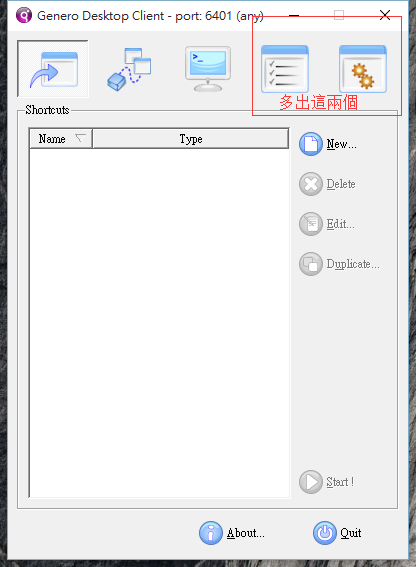 Genero Desktop Client - port: 6401 (any)
多出這兩個
Shortcuts
Name
Type
New...
Delete
Edit...
Duplicate...
Start !
About...
Quit